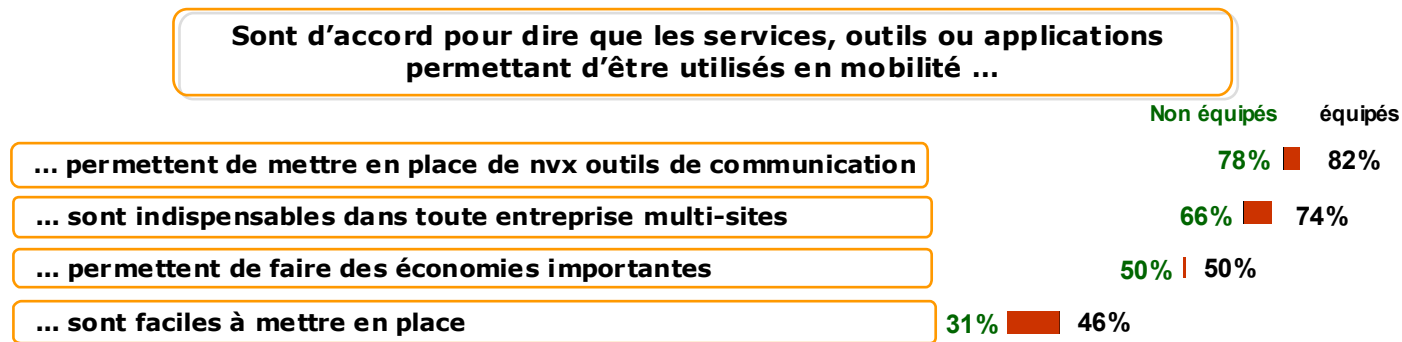 Sont d’accord pour dire que les services, outils ou applications
permettant d’être utilisés en mobilité ...
Non équipés équipés
... permettent de mettre en place de nvx outils de communication 78% 82%
... sont indispensables dans toute entreprise multi-sites 66% 74%
... permettent de faire des économies importantes 50% 50%
... sont faciles à mettre en place 31% 46%